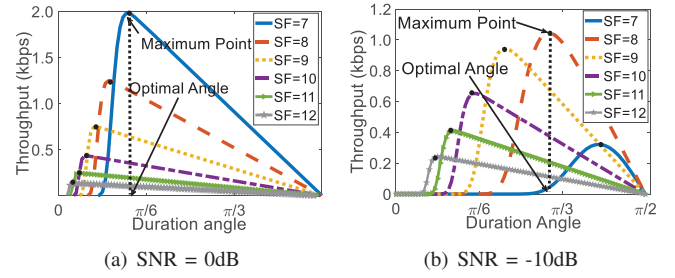 Throughput (kbps)
2.0
1.5
1.0
0.5
0
π/6
π/3
Duration angle
Maximum Point
Optimal Angle
SF=7
SF=8
SF=9
SF=10
SF=11
SF=12
(a) SNR = 0dB
Throughput (kbps)
1.2
1.0
0.8
0.6
0.4
0.2
0
0
π/6
π/3
π/2
Duration Angle
Maximum Point
Optimal Angle
SF=7
SF=8
SF=9
SF=10
SF=11
SF=12
(b) SNR = -10dB